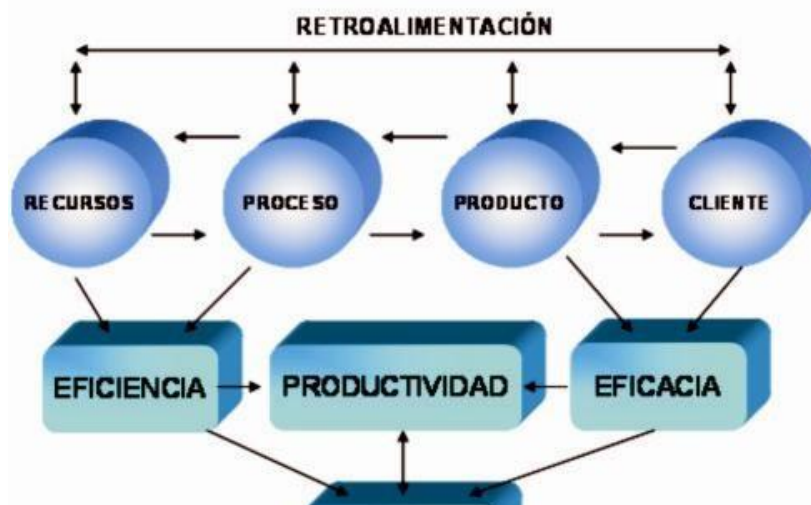 RETROALIMENTACIÓN
RECURSOS
PROCESO
PRODUCTO
CLIENTE
EFICIENCIA
PRODUCTIVIDAD
EFICACIA